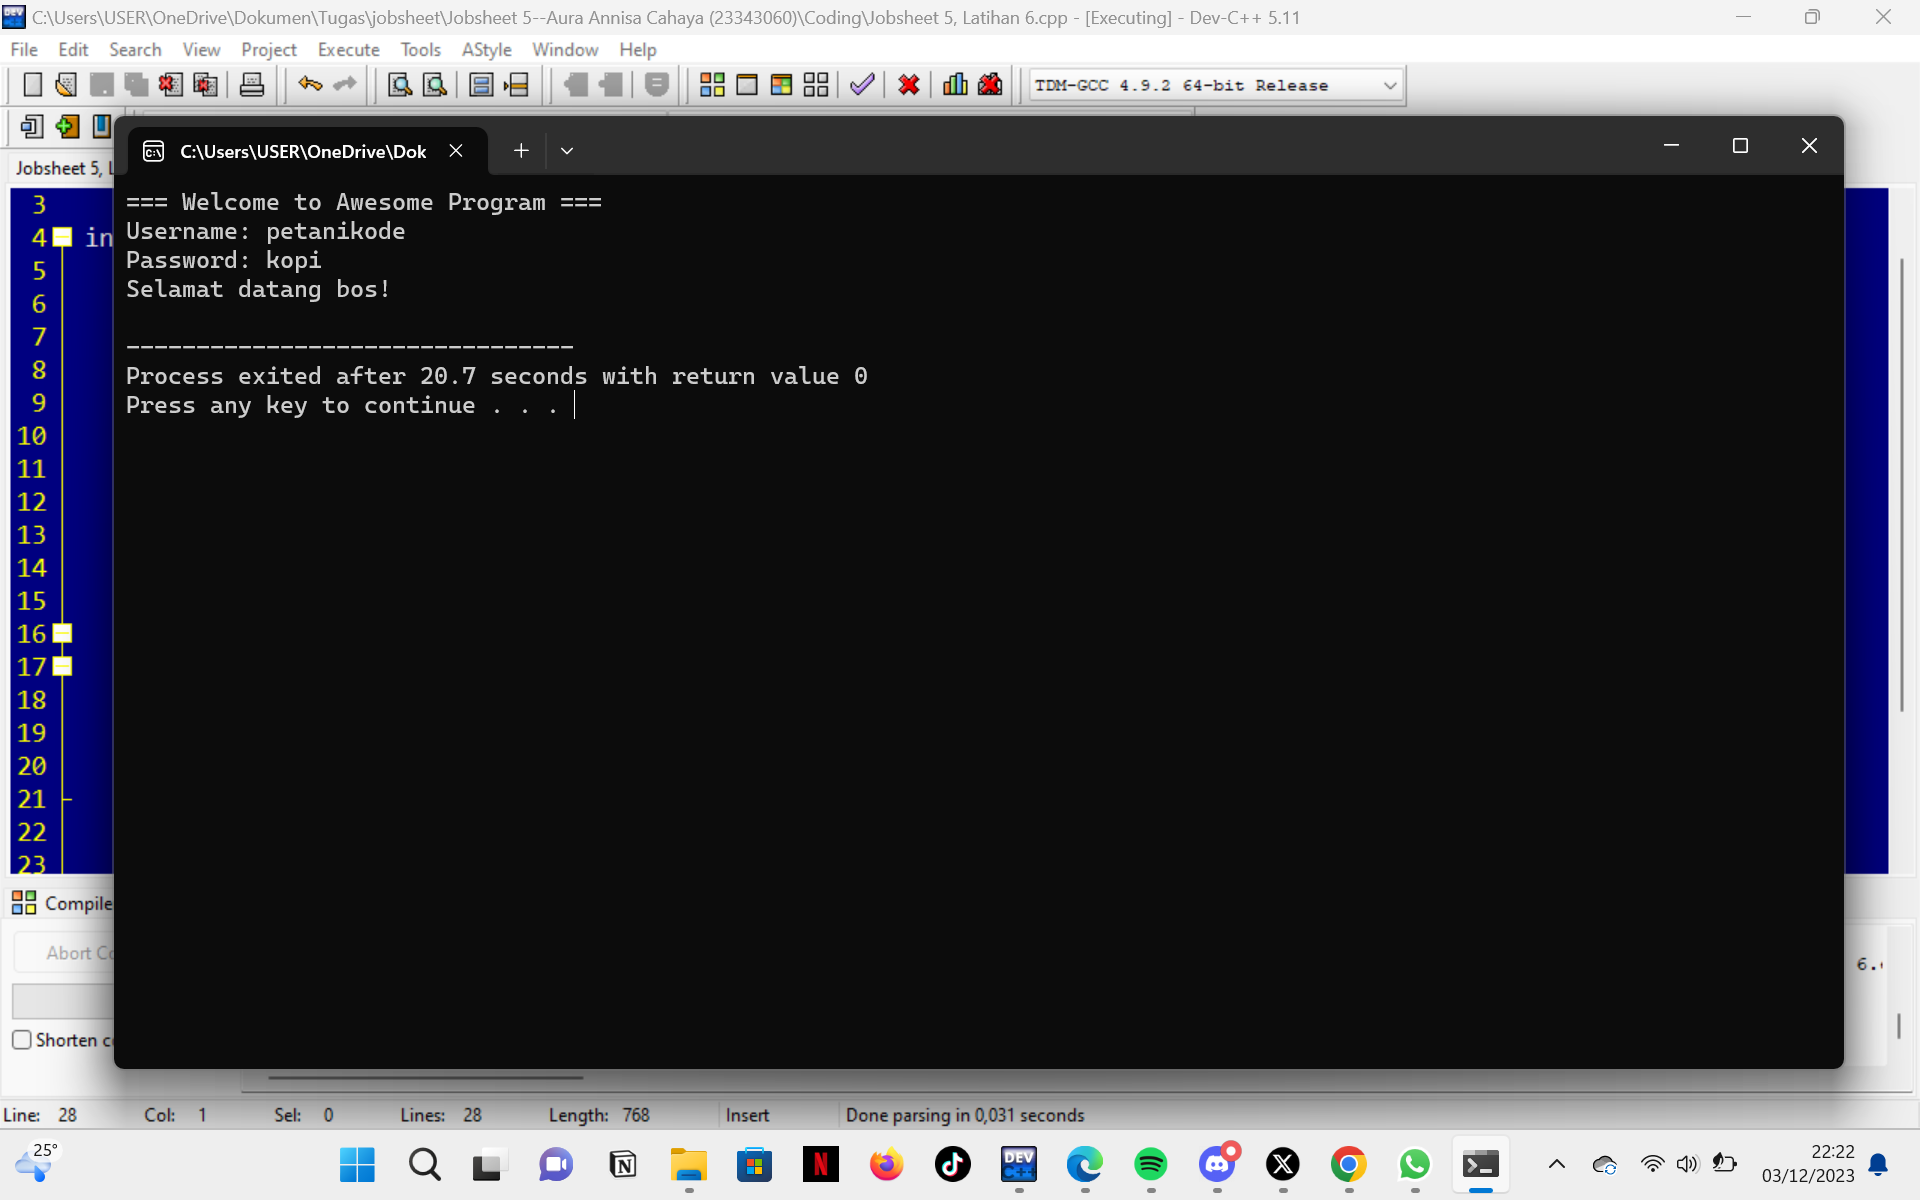 C:\Users\USER\OneDrive\Dokumen\Tugas\jobsheet\Jobsheet 5--Aura Annisa Cahaya (23343060)\Coding\Jobsheet 5, Latihan 6.cpp - [Executing] - Dev-C++ 5.11
File Edit Search View Project Execute Tools AStyle Window Help
TDM-GCC 4.9.2 64-bit Release
C:\Users\USER\OneDrive\Dok
Jobsheet 5, L
=== Welcome to Awesome Program ===
Username: petanikode
Password: kopi
Selamat datang bos!
--------------------------------
Process exited after 20.7 seconds with return value 0
Press any key to continue . . .
3
4 in
5
6
7
8
9
10
11
12
13
14
15
16
17
18
19
20
21
22
23
Compile
Abort Co
6.
Shorten c
Line: 28 Col: 1 Sel: 0 Lines: 28 Length: 768 Insert Done parsing in 0,031 seconds
25°
DEV C++
22:22
03/12/2023